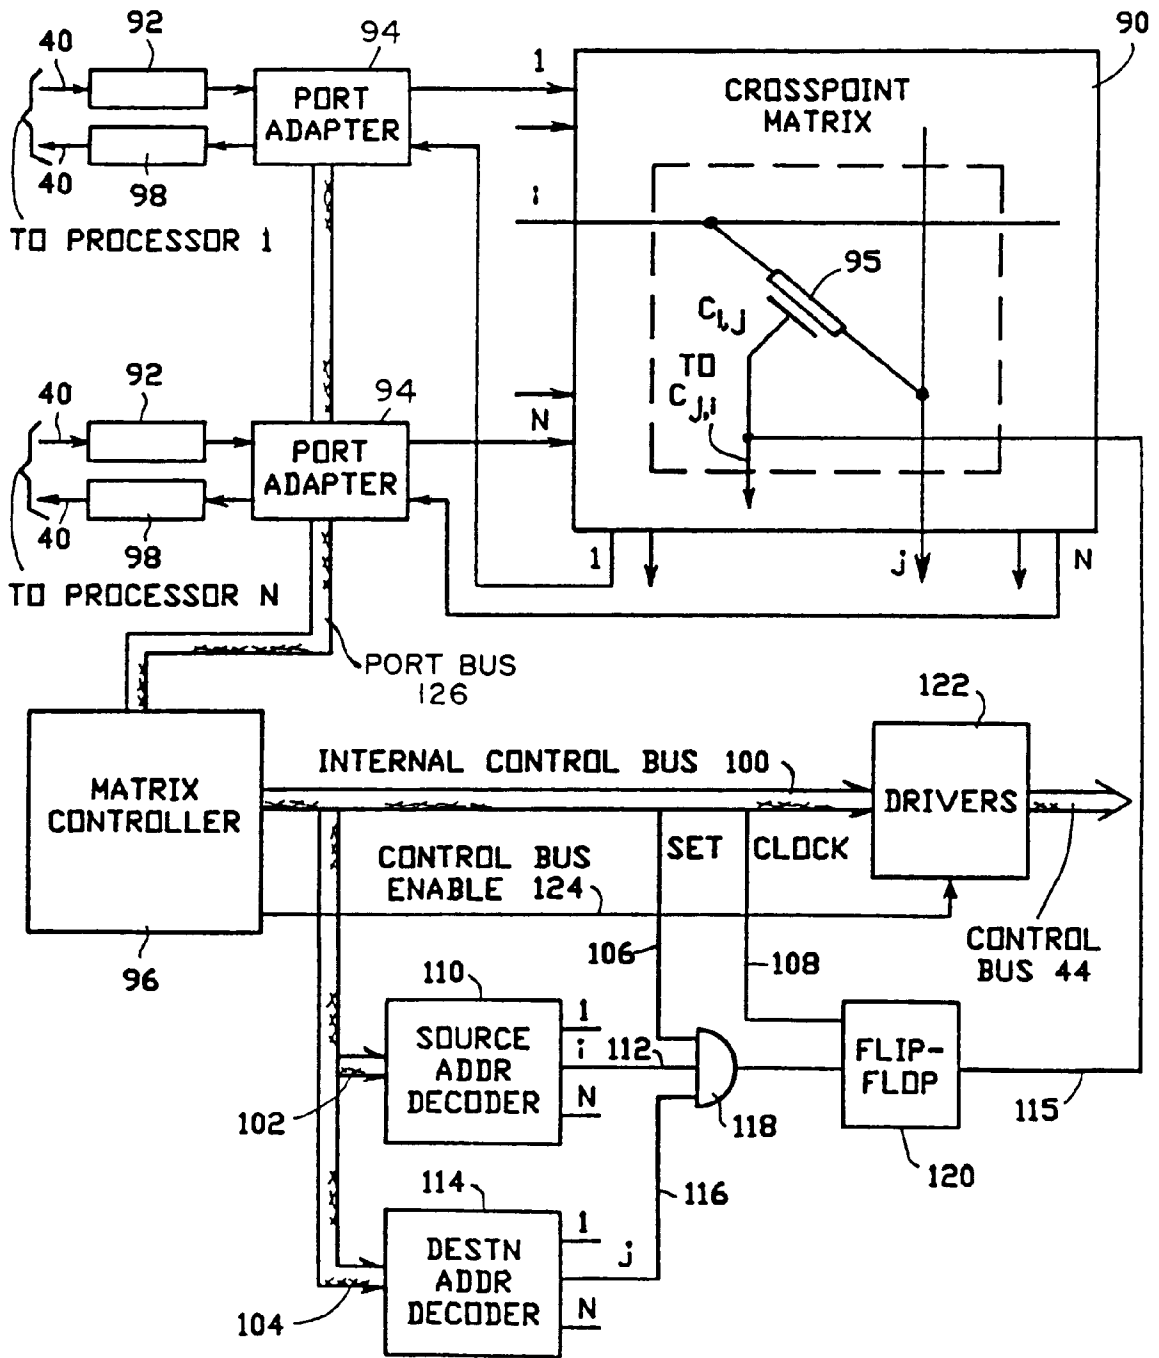 92
94
90
40
1
PORT
ADAPTER
CROSSPOINT
MATRIX
40
98
i
TO PROCESSOR 1
95
Ci,j
TO
Cj,i
92
94
40
N
PORT
ADAPTER
40
98
1
j
N
TO PROCESSOR N
PORT BUS
126
122
INTERNAL CONTROL BUS 100
MATRIX
CONTROLLER
DRIVERS
SET
CLOCK
CONTROL BUS
ENABLE 124
96
106
108
CONTROL
BUS 44
110
1
SOURCE
ADDR
DECODER
i
112
N
FLIP-
FLOP
102
118
115
120
114
116
1
DESTN
ADDR
DECODER
j
N
104